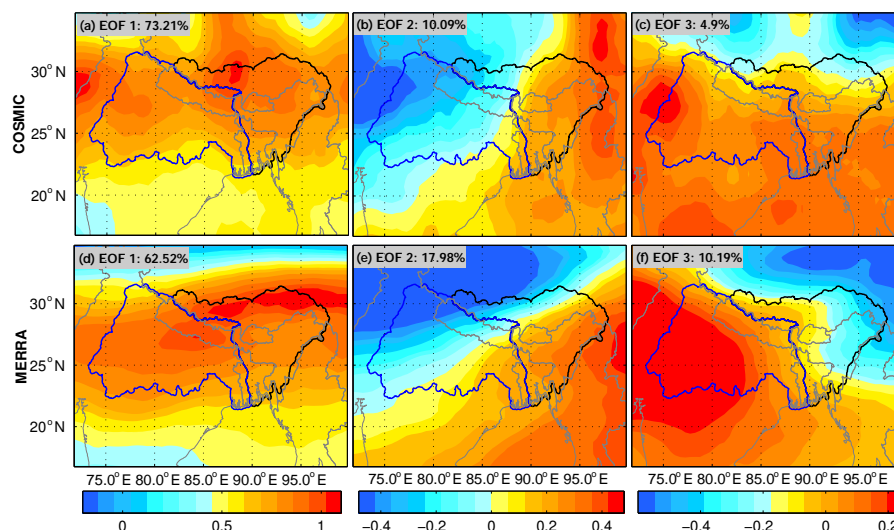 (a) EOF 1: 73.21%
(b) EOF 2: 10.09%
(c) EOF 3: 4.9%
COSMIC
30° N
25° N
20° N
(d) EOF 1: 62.52%
(e) EOF 2: 17.98%
(f) EOF 3: 10.19%
MERRA
30° N
25° N
20° N
75.0° E 80.0° E 85.0° E 90.0° E 95.0° E
75.0° E 80.0° E 85.0° E 90.0° E 95.0° E
75.0° E 80.0° E 85.0° E 90.0° E 95.0° E
0 0.5 1
−0.4 −0.2 0 0.2 0.4
−0.4 −0.2 0 0.2